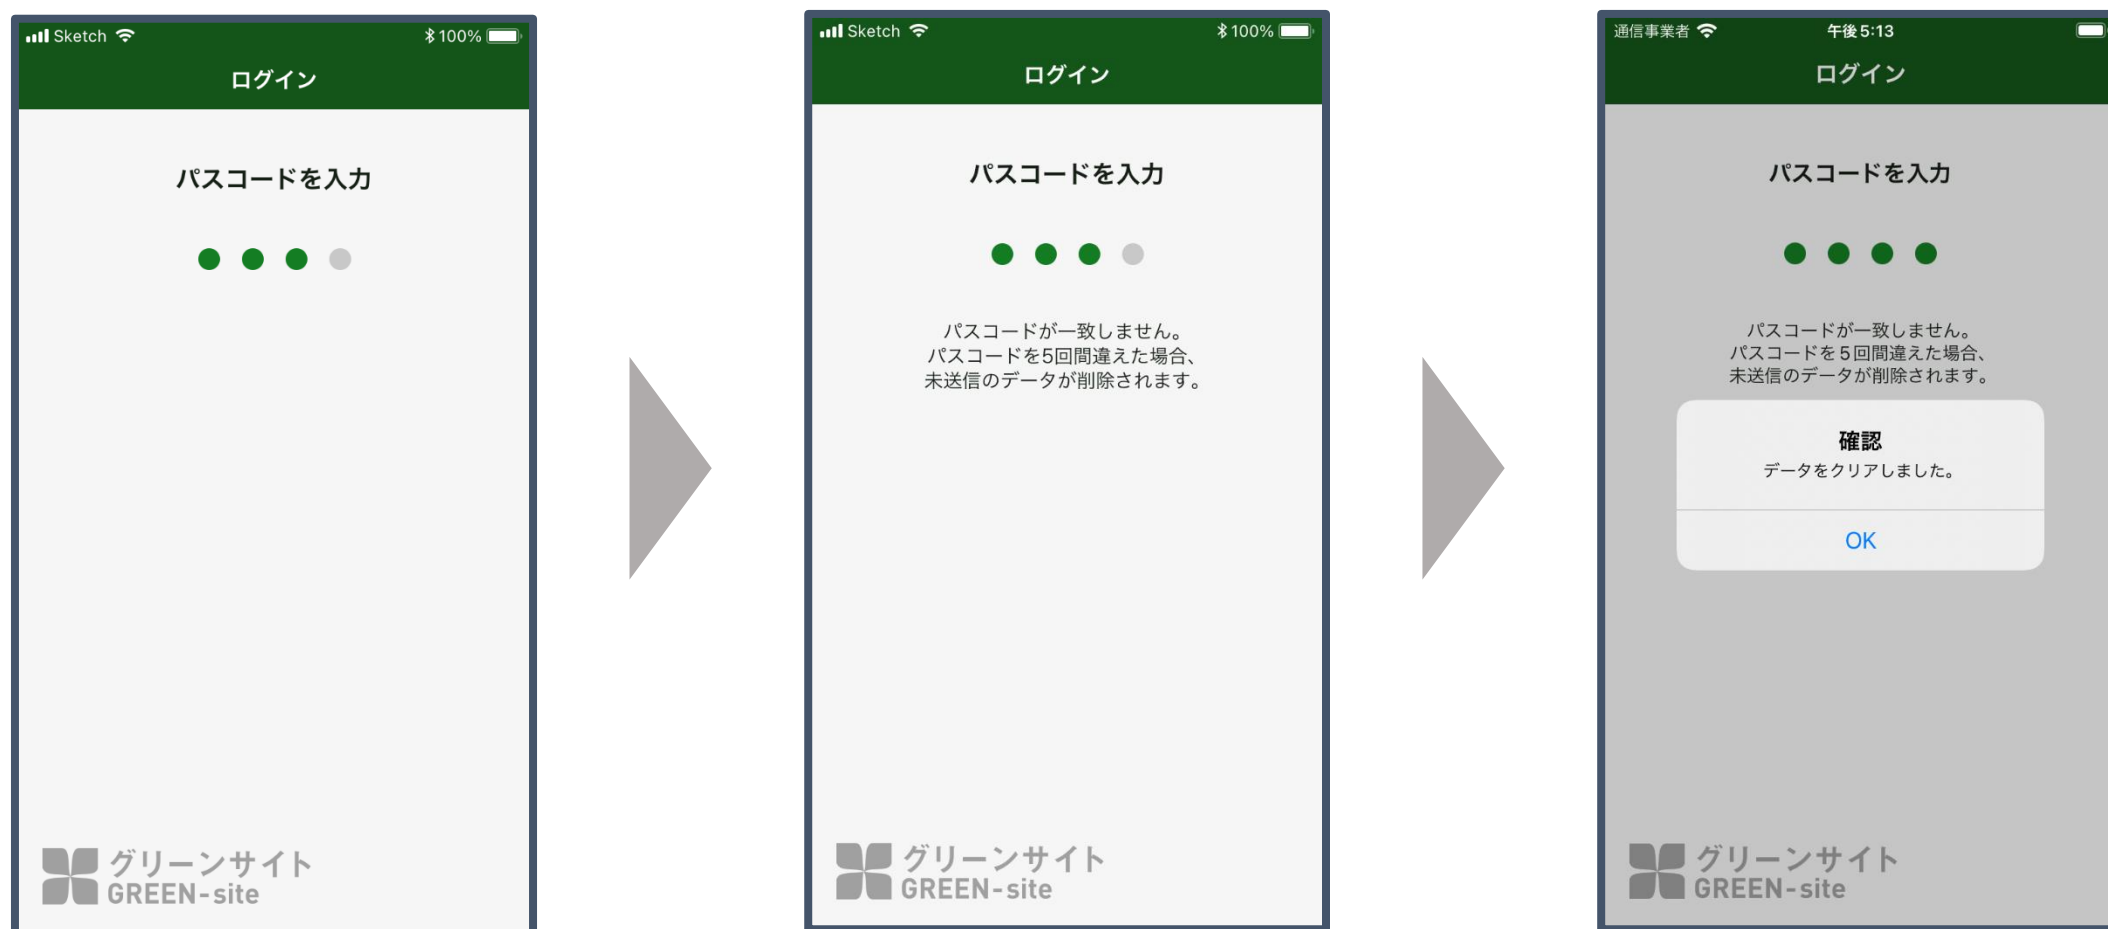 Sketch
100%
ログイン
パスコードを入力
グリーンサイト
GREEN-site
Sketch
100%
ログイン
パスコードを入力
パスコードが一致しません。
パスコードを5回間違えた場合、
未送信のデータが削除されます。
グリーンサイト
GREEN-site
通信事業者
午後5:13
ログイン
パスコードを入力
パスコードが一致しません。
パスコードを5回間違えた場合、
未送信のデータが削除されます。
確認
データをクリアしました。
OK
グリーンサイト
GREEN-site